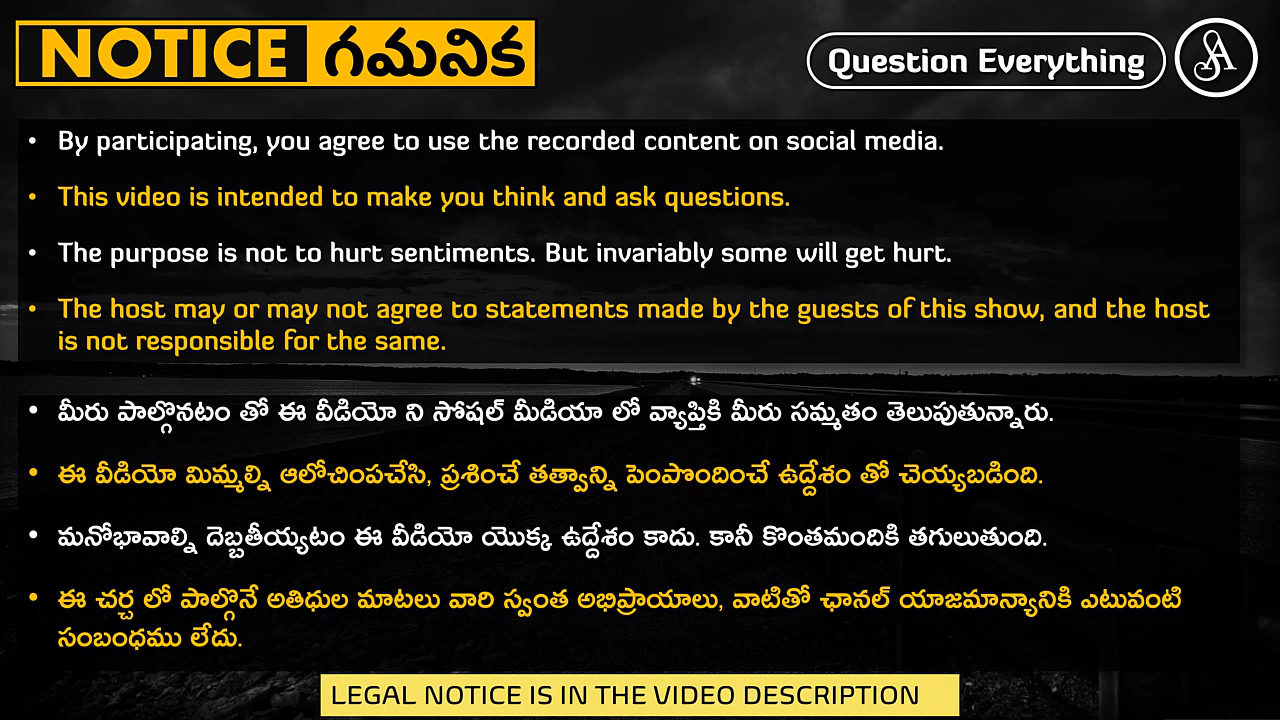 NOTICE గమనిక
Question Everything
• By participating, you agree to use the recorded content on social media.
• This video is intended to make you think and ask questions.
• The purpose is not to hurt sentiments. But invariably some will get hurt.
• The host may or may not agree to statements made by the guests of this show, and the host
is not responsible for the same.
• మీరు పాల్గొనటం తో ఈ వీడియో ని సోషల్ మీడియా లో వ్యాప్తికి మీరు సమ్మతం తెలుపుతున్నారు.
• ఈ వీడియో మిమ్మల్ని ఆలోచింపచేసి, ప్రశించే తత్వాన్ని పెంపొందించే ఉద్దేశం తో చెయ్యబడింది.
• మనోభావాల్ని దెబ్బతీయ్యటం ఈ వీడియో యొక్క ఉద్దేశం కాదు. కానీ కొంతమందికి తగులుతుంది.
• ఈ చర్చ లో పాల్గొనే అతిధుల మాటలు వారి స్వంత అభిప్రాయాలు, వాటితో ఛానల్ యాజమాన్యానికి ఎటువంటి
సంబంధము లేదు.
LEGAL NOTICE IS IN THE VIDEO DESCRIPTION